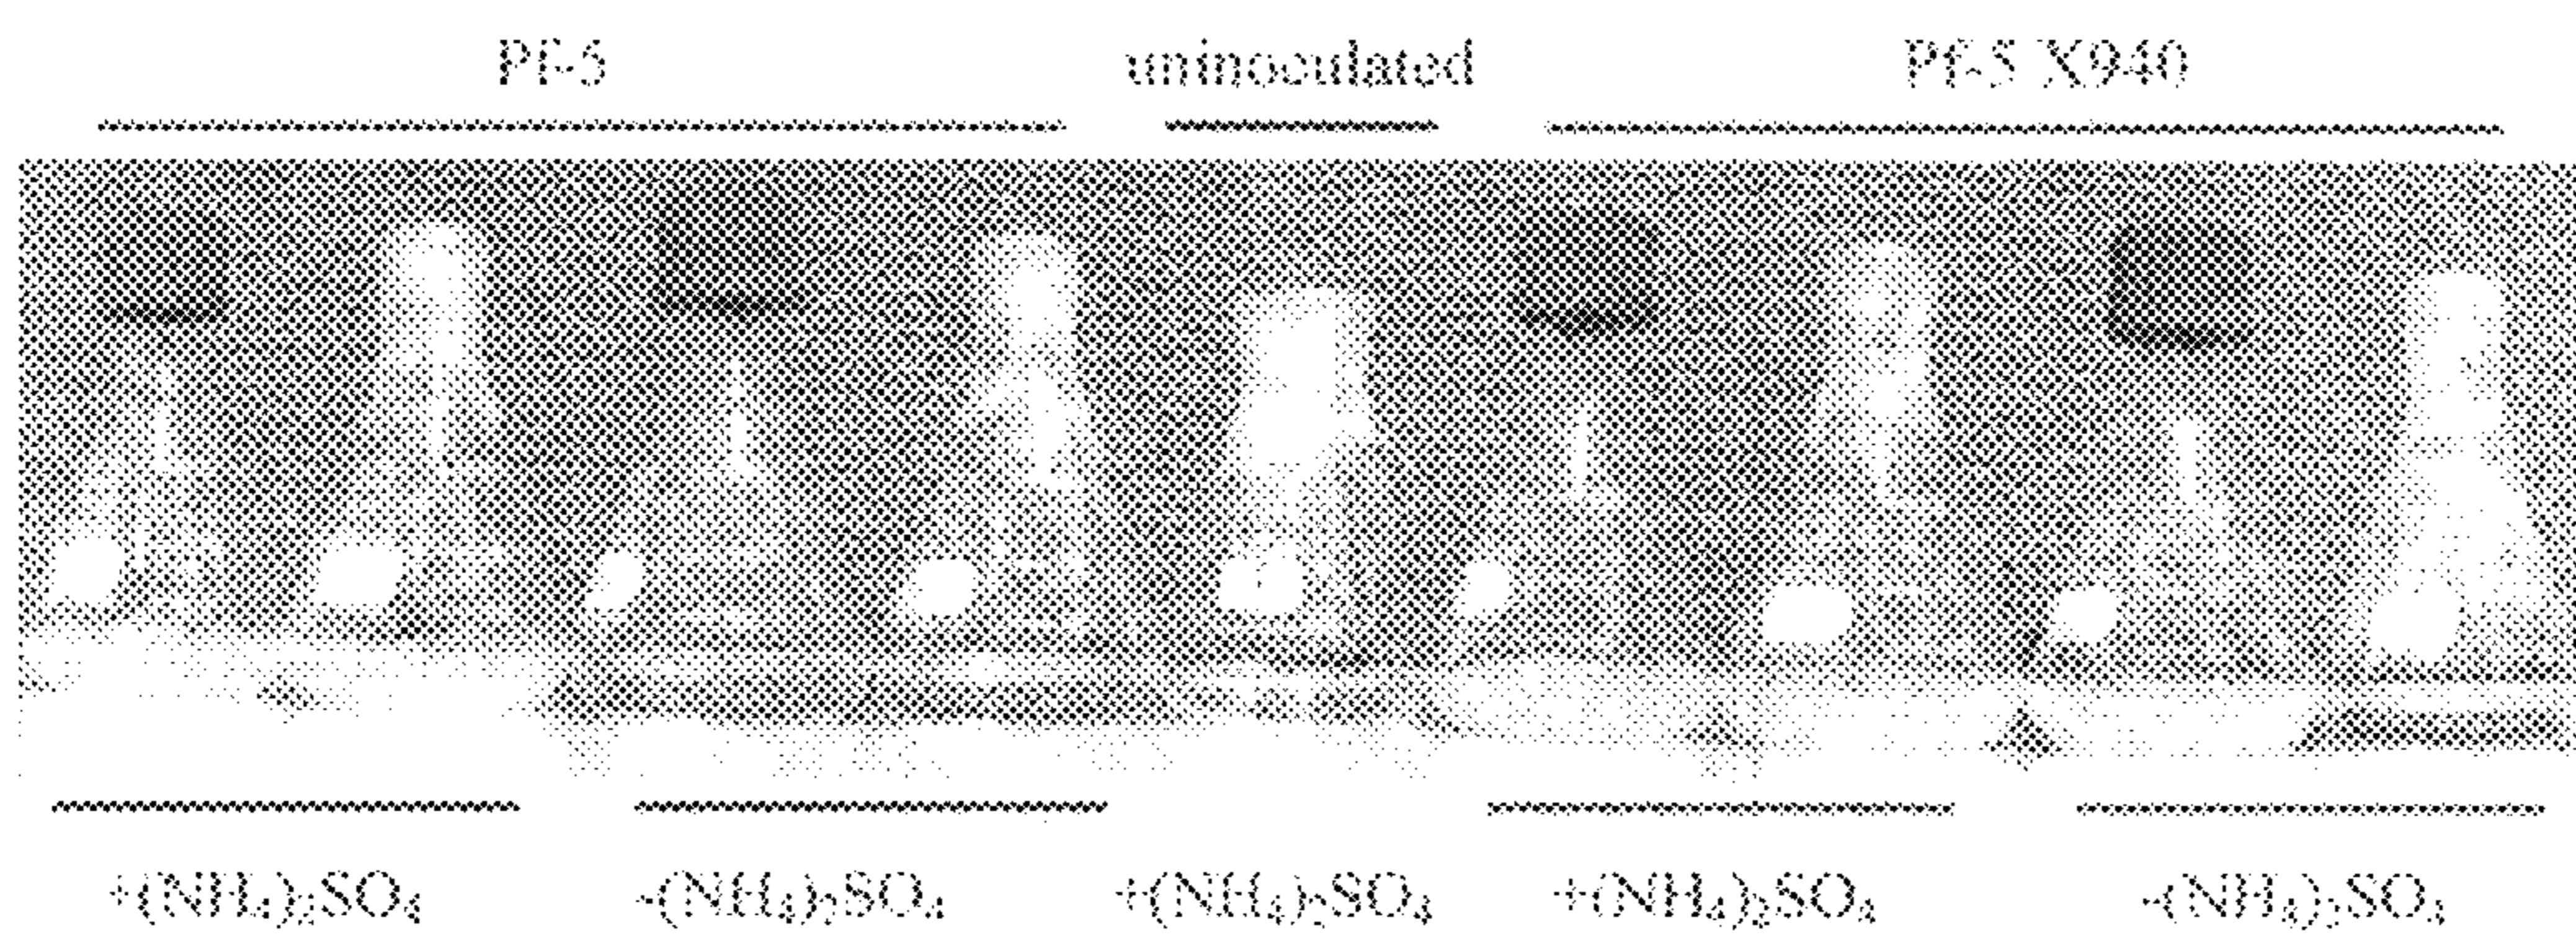 Pf-5 uninoculated Pf-5 X940
+(NH₄)₂SO₄ -(NH₄)₂SO₄ +(NH₄)₂SO₄ +(NH₄)₂SO₄ -(NH₄)₂SO₄